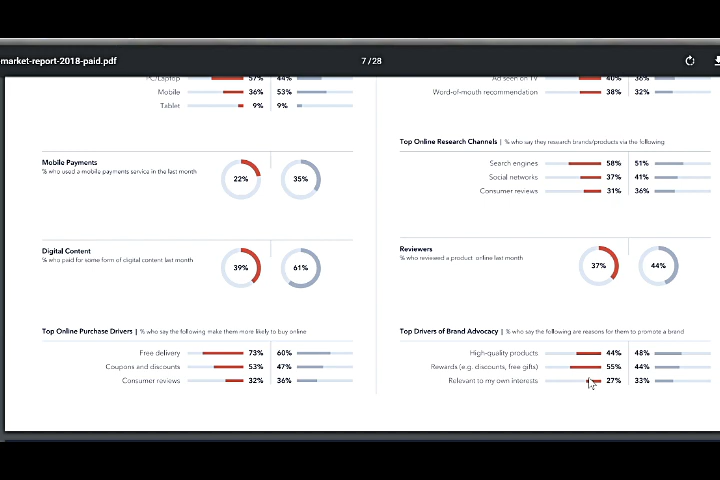 -market-report-2018-paid.pdf
7 / 28
PC/Laptop 57% 44%
Mobile 36% 53%
Tablet 9% 9%
Mobile Payments
% who used a mobile payments service in the last month
22% 35%
Digital Content
% who paid for some form of digital content last month
39% 61%
Top Online Purchase Drivers | % who say the following make them more likely to buy online
Free delivery 73% 60%
Coupons and discounts 53% 47%
Consumer reviews 32% 36%
Ad seen on TV 40% 36%
Word-of-mouth recommendation 38% 32%
Top Online Research Channels | % who say they research brands/products via the following
Search engines 58% 51%
Social networks 37% 41%
Consumer reviews 31% 36%
Reviewers
% who reviewed a product online last month
37% 44%
Top Drivers of Brand Advocacy | % who say the following are reasons for them to promote a brand
High-quality products 44% 48%
Rewards (e.g. discounts, free gifts) 55% 44%
Relevant to my own interests 27% 33%